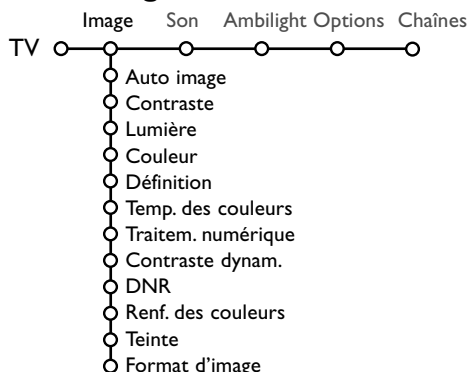 Image Son Ambilight Options Chaînes
TV
Auto image
Contraste
Lumière
Couleur
Définition
Temp. des couleurs
Traitem. numérique
Contraste dynam.
DNR
Renf. des couleurs
Teinte
Format d'image